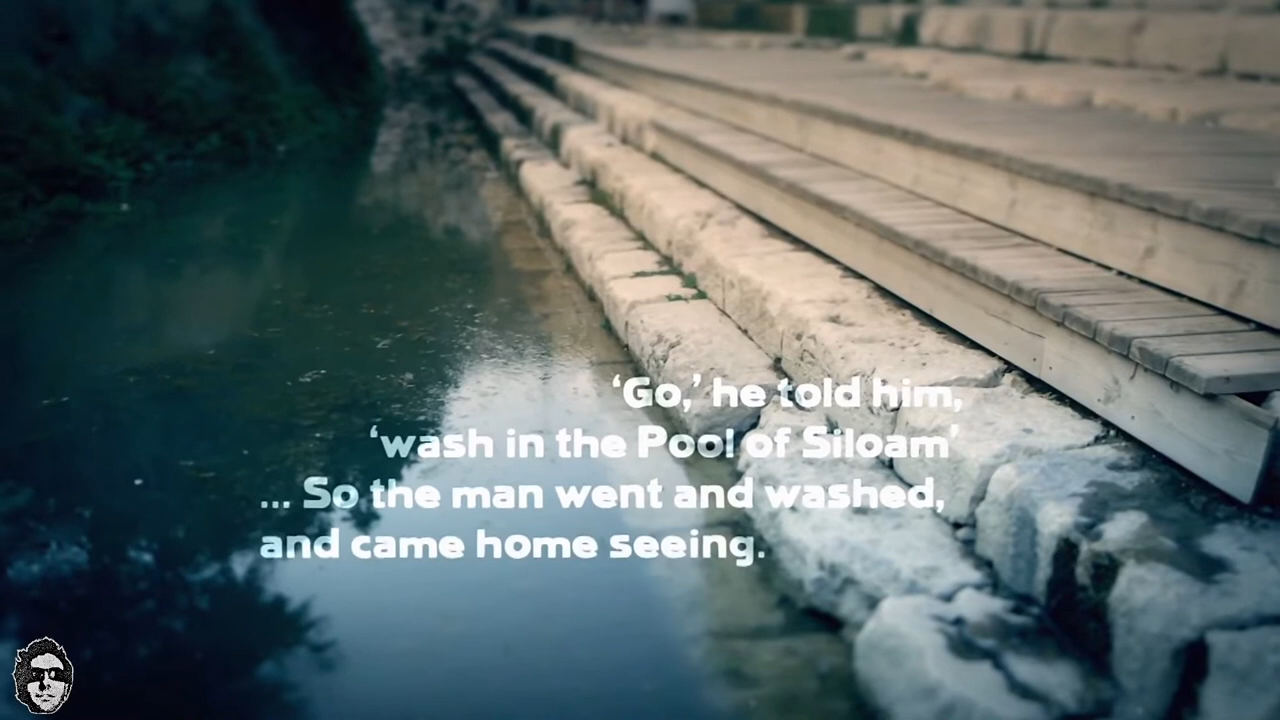 ‘Go,’ he told him,
‘wash in the Pool of Siloam’
... So the man went and washed,
and came home seeing.